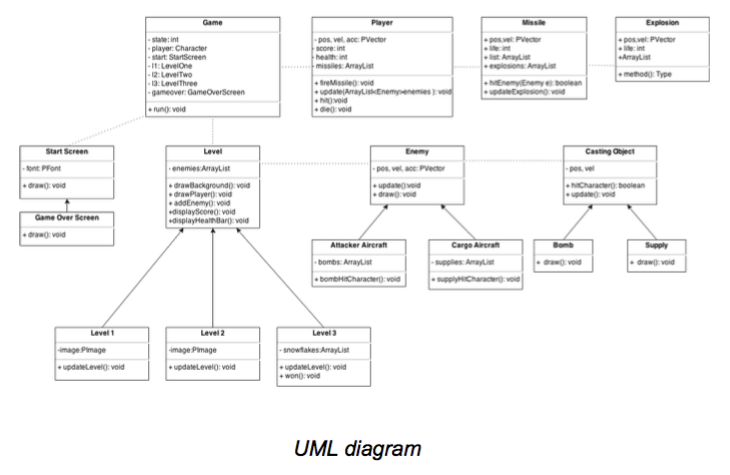 Game
- state: int
- player: Character
- start: StartScreen
- l1: LevelOne
- l2: LevelTwo
- l3: LevelThree
- gameover: GameOverScreen
+ run(): void
Player
- pos, vel, acc: PVector
- score: int
- health: int
- missiles: ArrayList
+ fireMissile(): void
+ update(ArrayList<Enemy>enemies ): void
+ hit():void
+ die(): void
Missile
+ pos,vel: PVector
+ life: int
+ list: ArrayList
+ explosions: ArrayList
+ hitEnemy(Enemy e): boolean
+ updateExplosion(): void
Explosion
+ pos,vel: PVector
+ life: int
+ArrayList
+ method(): Type
Start Screen
- font: PFont
+ draw(): void
Game Over Screen
+ draw(): void
Level
- enemies:ArrayList
+ drawBackground(): void
+ drawPlayer(): void
+ addEnemy(): void
+displayScore(): void
+displayHealthBar(): void
Enemy
- pos, vel, acc: PVector
+ update():void
+ draw(): void
Casting Object
- pos, vel
+ hitCharacter(): boolean
+ update(): void
Attacker Aircraft
- bombs: ArrayList
+ bombHitCharacter(): void
Cargo Aircraft
- supplies: ArrayList
+ supplyHitCharacter(): void
Bomb
+ draw(): void
Supply
+ draw(): void
Level 1
-image:PImage
+ updateLevel(): void
Level 2
-image:PImage
+ updateLevel(): void
Level 3
- snowflakes:ArrayList
+ updateLevel(): void
+ won(): void
UML diagram